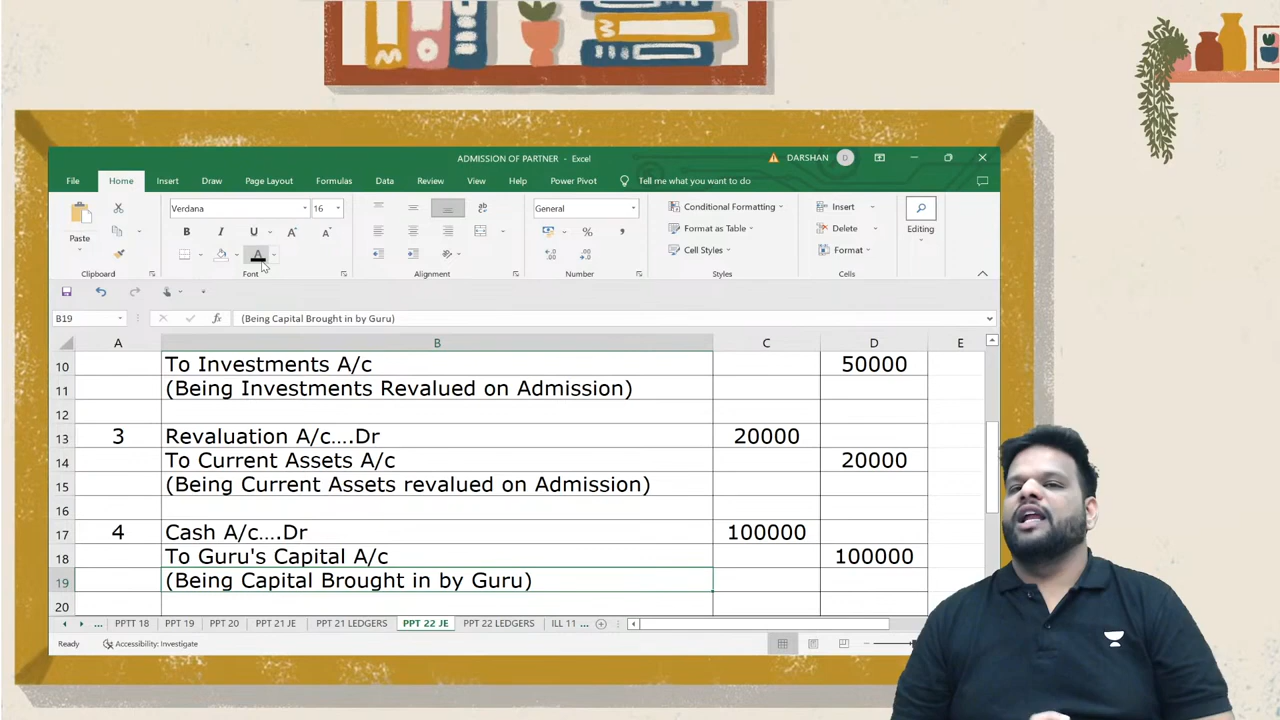 ADMISSION OF PARTNER - Excel
DARSHAN D
File Home Insert Draw Page Layout Formulas Data Review View Help Power Pivot Tell me what you want to do
Verdana 16 General Conditional Formatting Insert
Paste B I U A A % , Format as Table Delete Editing
A Cell Styles Format
Clipboard Font Alignment Number Styles Cells
B19 fx (Being Capital Brought in by Guru)
A B C D E
10 To Investments A/c 50000
11 (Being Investments Revalued on Admission)
12
13 3 Revaluation A/c....Dr 20000
14 To Current Assets A/c 20000
15 (Being Current Assets revalued on Admission)
16
17 4 Cash A/c....Dr 100000
18 To Guru's Capital A/c 100000
19 (Being Capital Brought in by Guru)
20
... PPTT 18 PPT 19 PPT 20 PPT 21 JE PPT 21 LEDGERS PPT 22 JE PPT 22 LEDGERS ILL 11 ...
Ready Accessibility: Investigate